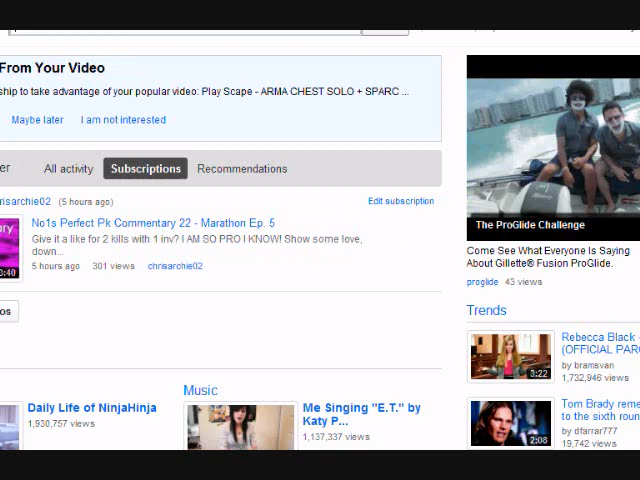 From Your Video
ship to take advantage of your popular video: Play Scape - ARMA CHEST SOLO + SPARC ...
Maybe later I am not interested
er All activity Subscriptions Recommendations
risarchie02 (5 hours ago) Edit subscription
No1s Perfect Pk Commentary 22 - Marathon Ep. 5
Give it a like for 2 kills with 1 inv? I AM SO PRO I KNOW! Show some love,
down...
5 hours ago 301 views chrisarchie02
ary
3:40
os
Daily Life of NinjaHinja
1,930,757 views
Music
Me Singing "E.T." by
Katy P...
1,137,337 views
The ProGlide Challenge
Come See What Everyone Is Saying
About Gillette® Fusion ProGlide.
proglide 43 views
Trends
Rebecca Black -
(OFFICIAL PAR
by bramsvan
1,732,946 views
3:22
Tom Brady reme
to the sixth roun
by dfarrar777
19,742 views
2:08